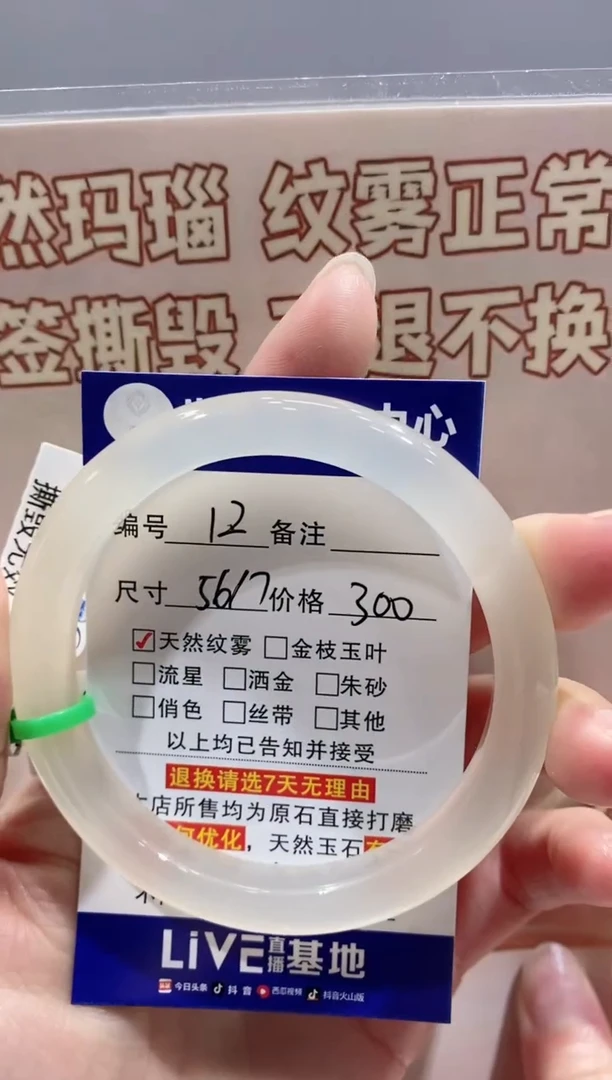 然玛瑙 纹雾正常
签撕毁 退不换
中心
编号 12 备注
尺寸 56/7 价格 300
✓天然纹雾 □金枝玉叶
□流星 □洒金 □朱砂
□俏色 □丝带 □其他
以上均已告知并接受
退换请选7天无理由
店所售均为原石直接打磨
何优化,天然玉石
LiVE直播基地
今日头条 抖音 西瓜视频 抖音火山版
撕毁